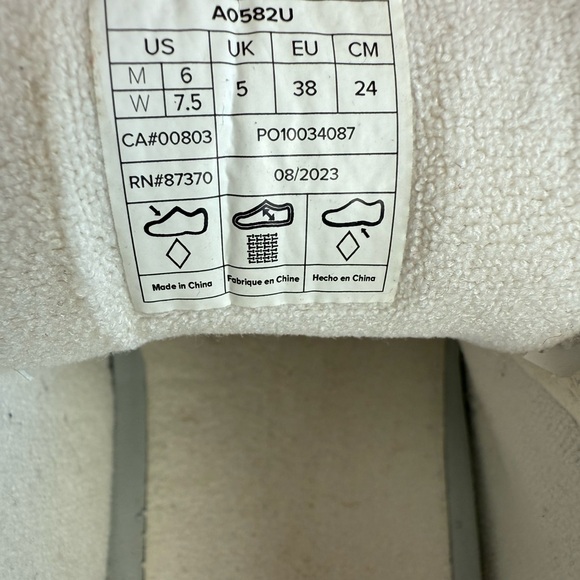 A0582U
US UK EU CM
M 6
5 38 24
W 7.5
CA#00803 PO10034087
RN#87370 08/2023
Made in China Fabrique en Chine Hecho en China